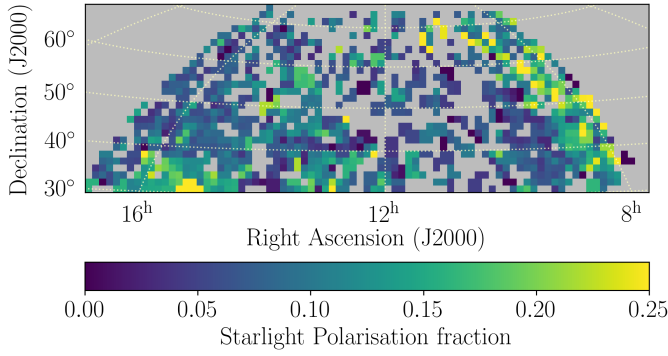 Declination (J2000)
60°
50°
40°
30°
16h
12h
8h
Right Ascension (J2000)
0.00
0.05
0.10
0.15
0.20
0.25
Starlight Polarisation fraction